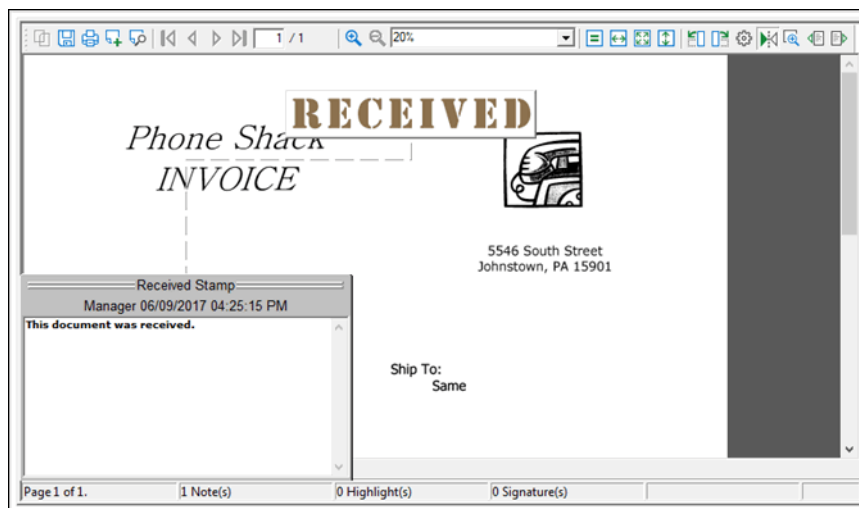 1 / 1
20%
RECEIVED
Phone Shack
INVOICE
5546 South Street
Johnstown, PA 15901
Received Stamp
Manager 06/09/2017 04:25:15 PM
This document was received.
Ship To:
Same
Page 1 of 1.
1 Note(s)
0 Highlight(s)
0 Signature(s)